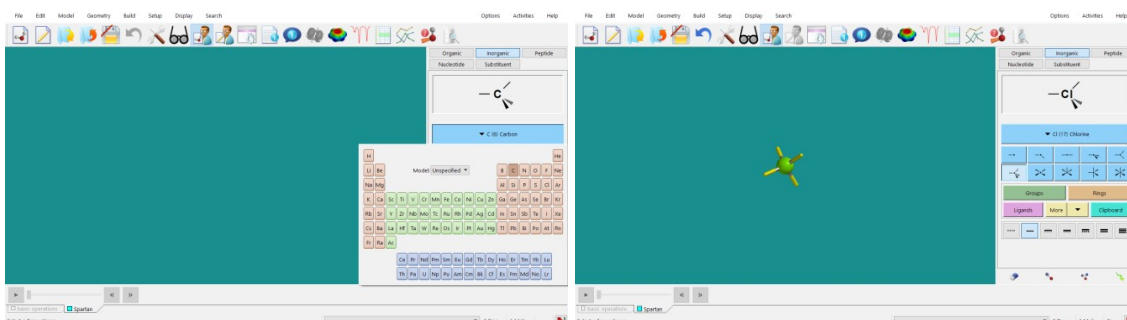 File Edit Model Geometry Build Setup Display Search Options Activities Help
Organic Inorganic Peptide
Nucleotide Substituent
C
C (6) Carbon
H He
Li Be Model: Unspecified B C N O F Ne
Na Mg Al Si P S Cl Ar
K Ca Sc Ti V Cr Mn Fe Co Ni Cu Zn Ga Ge As Se Br Kr
Rb Sr Y Zr Nb Mo Tc Ru Rh Pd Ag Cd In Sn Sb Te I Xe
Cs Ba La Hf Ta W Re Os Ir Pt Au Hg Tl Pb Bi Po At Rn
Fr Ra Ac
Ce Pr Nd Pm Sm Eu Gd Tb Dy Ho Er Tm Yb Lu
Th Pa U Np Pu Am Cm Bk Cf Es Fm Md No Lr
basic operations Spartan
File Edit Model Geometry Build Setup Display Search Options Activities Help
Organic Inorganic Peptide
Nucleotide Substituent
Cl
Cl (17) Chlorine
Groups Rings
Ligands More Clipboard
basic operations Spartan